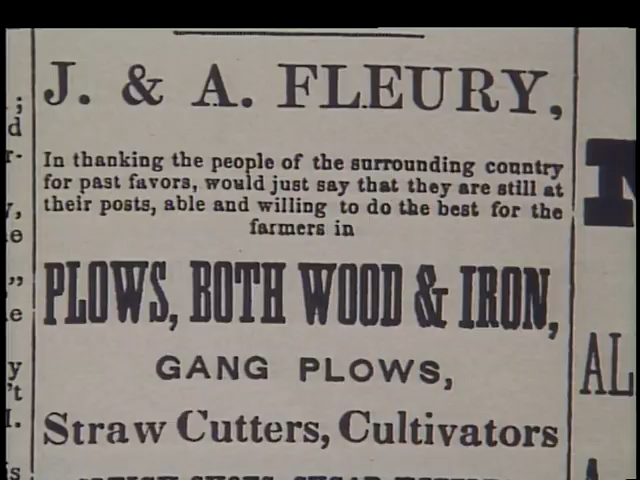 J. & A. FLEURY,
In thanking the people of the surrounding country
for past favors, would just say that they are still at
their posts, able and willing to do the best for the
farmers in
PLOWS, BOTH WOOD & IRON,
GANG PLOWS,
Straw Cutters, Cultivators
AL